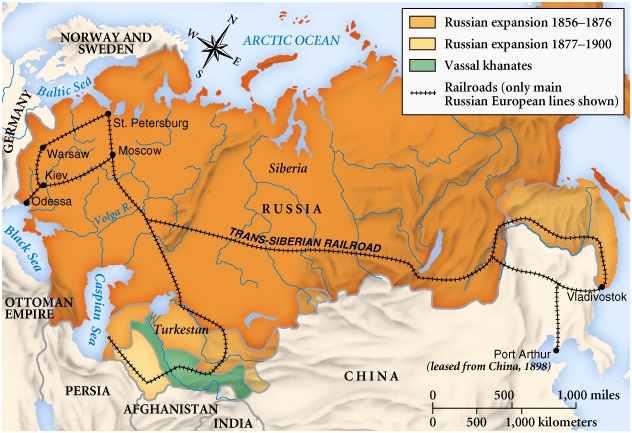 Russian expansion 1856–1876
Russian expansion 1877–1900
Vassal khanates
Railroads (only main
Russian European lines shown)
NORWAY AND
SWEDEN
N
W
E
S
ARCTIC OCEAN
Baltic Sea
GERMANY
St. Petersburg
Warsaw
Moscow
Kiev
Odessa
Siberia
RUSSIA
Volga R.
TRANS-SIBERIAN RAILROAD
Black Sea
Caspian Sea
OTTOMAN
EMPIRE
Turkestan
Vladivostok
Port Arthur
(leased from China, 1898)
PERSIA
CHINA
AFGHANISTAN
INDIA
0 500 1,000 miles
0 500 1,000 kilometers